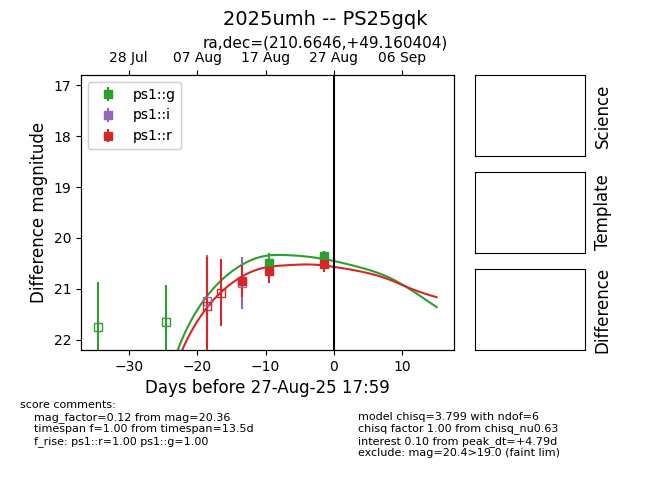 2025umh -- PS25gqk
ra,dec=(210.6646,+49.160404)
28 Jul 07 Aug 17 Aug 27 Aug 06 Sep
17
18
19
20
21
22
Difference magnitude
ps1::g
ps1::i
ps1::r
−30 −20 −10 0 10
Days before 27-Aug-25 17:59
Science
Template
Difference
score comments:
mag_factor=0.12 from mag=20.36
timespan f=1.00 from timespan=13.5d
f_rise: ps1::r=1.00 ps1::g=1.00
model chisq=3.799 with ndof=6
chisq factor 1.00 from chisq_nu0.63
interest 0.10 from peak_dt=+4.79d
exclude: mag=20.4>19.0 (faint lim)